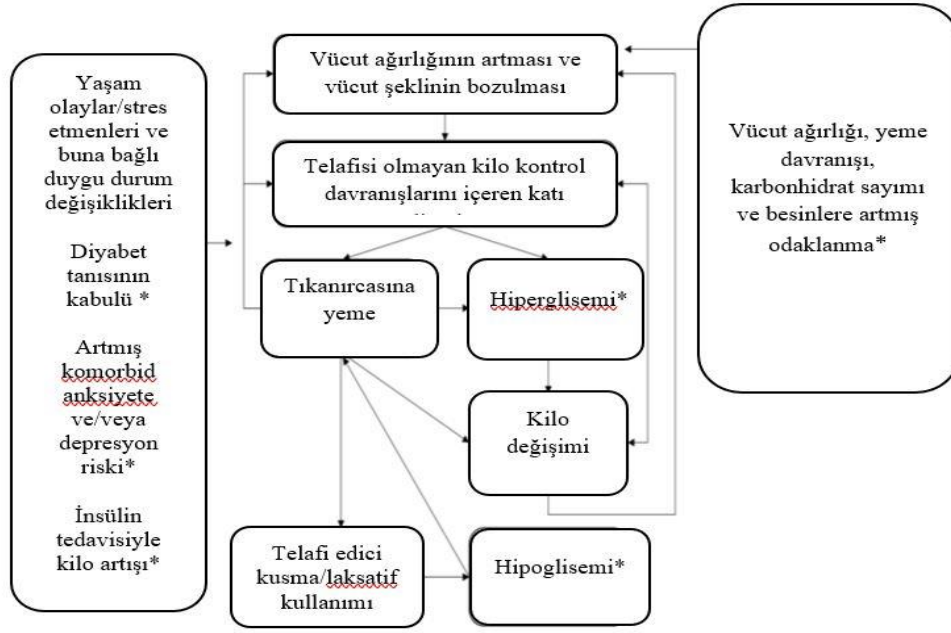 Yaşam
olaylar/stres
etmenleri ve
buna bağlı
duygu durum
değişiklikleri
Diyabet
tanısının
kabulü *
Artmış
komorbid
anksiyete
ve/veya
depresyon
riski*
İnsülin
tedavisiyle
kilo artışı*
Vücut ağırlığının artması ve
vücut şeklinin bozulması
Telafisi olmayan kilo kontrol
davranışlarını içeren katı
Tıkanırcasına
yeme
Hiperglisemi*
Kilo
değişimi
Telafi edici
kusma/laksatif
kullanımı
Hipoglisemi*
Vücut ağırlığı, yeme
davranışı,
karbonhidrat sayımı
ve besinlere artmış
odaklanma*